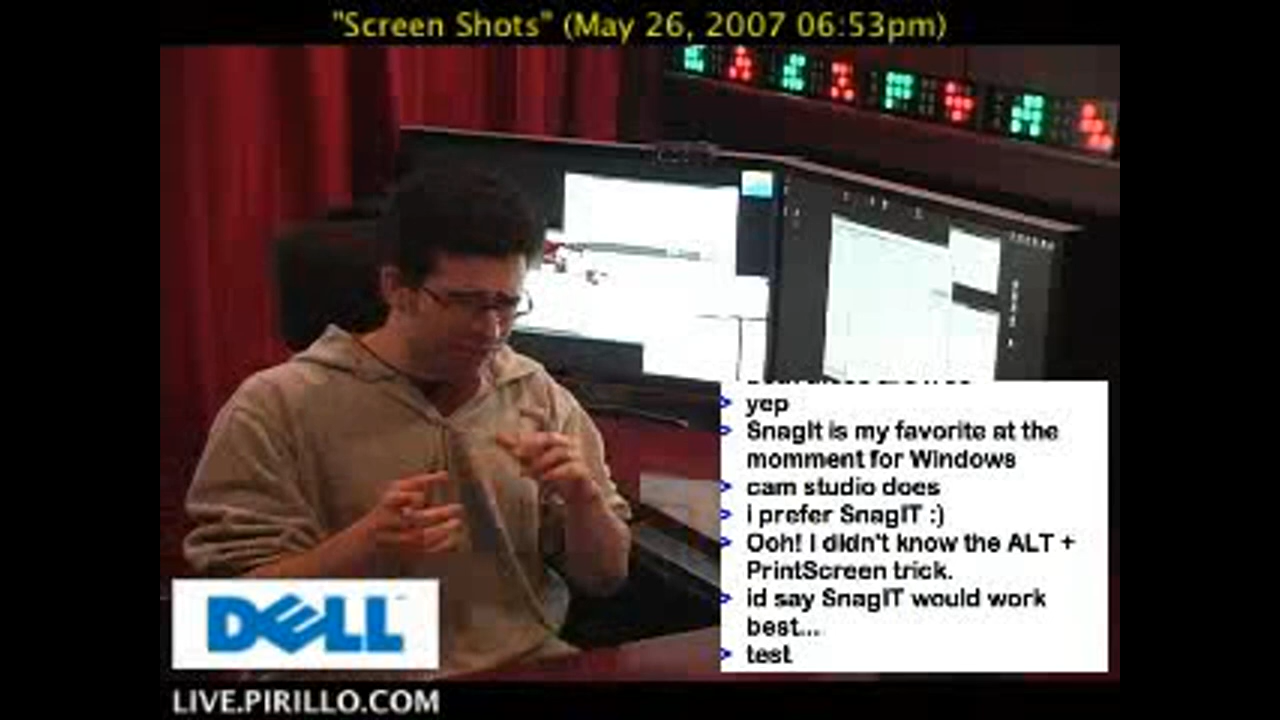 "Screen Shots" (May 26, 2007 06:53pm)
yep
SnagIt is my favorite at the
momment for Windows
cam studio does
i prefer SnagIT :)
Ooh! I didn't know the ALT +
PrintScreen trick.
id say SnagIT would work
best...
test
DELL
LIVE.PIRILLO.COM